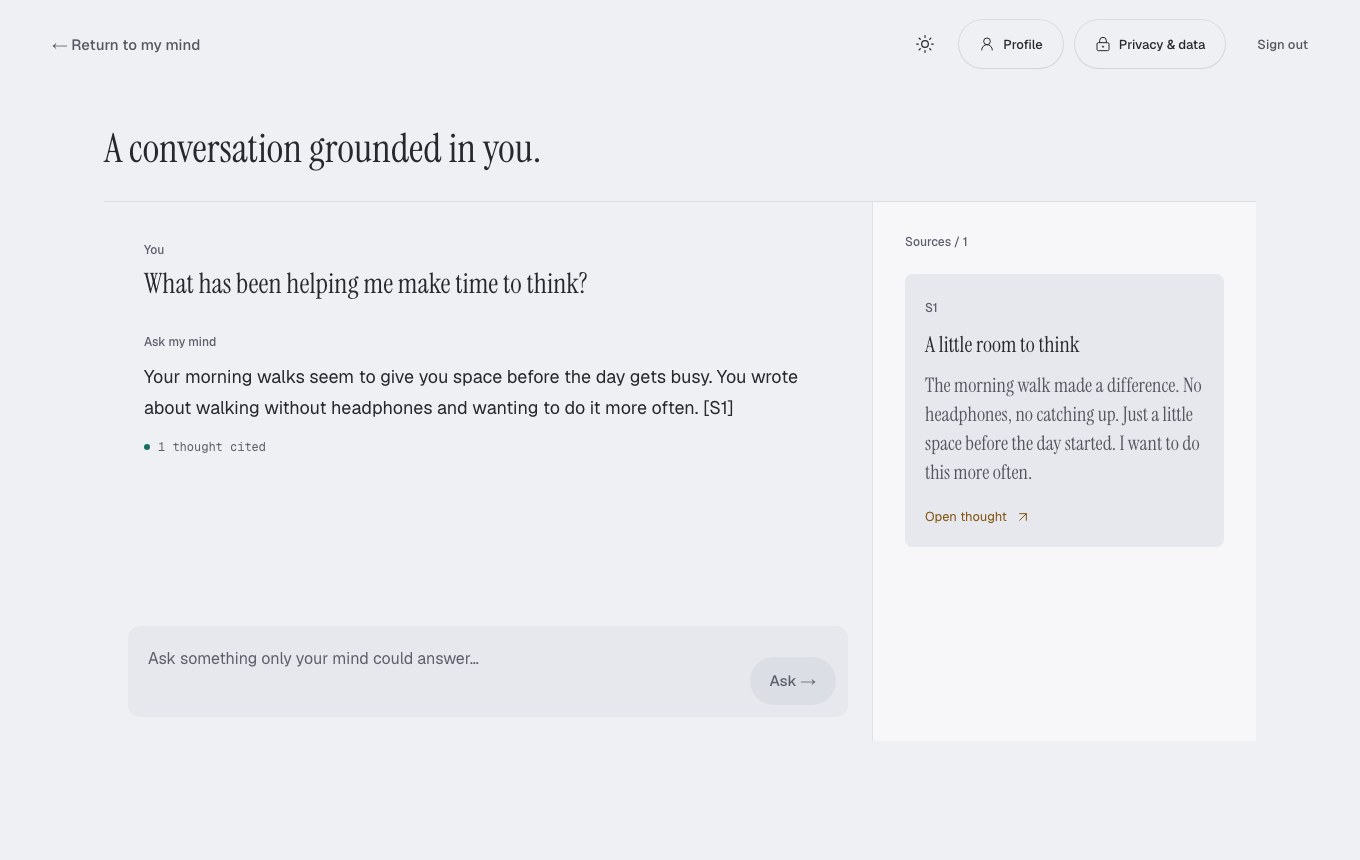 ← Return to my mind
Profile
Privacy & data
Sign out
A conversation grounded in you.
You
What has been helping me make time to think?
Ask my mind
Your morning walks seem to give you space before the day gets busy. You wrote
about walking without headphones and wanting to do it more often. [S1]
1 thought cited
Ask something only your mind could answer...
Ask →
Sources / 1
S1
A little room to think
The morning walk made a difference. No
headphones, no catching up. Just a little
space before the day started. I want to do
this more often.
Open thought ↗